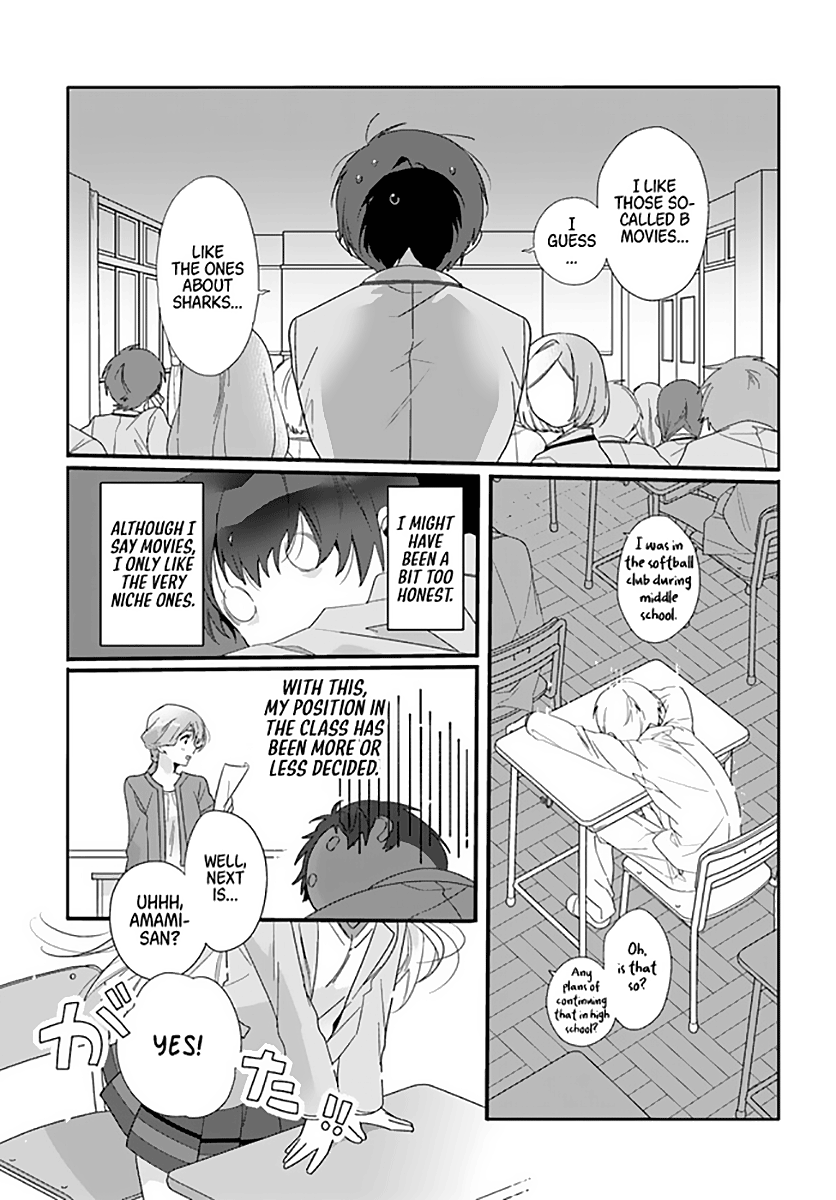 I LIKE
THOSE SO-
CALLED B
MOVIES...
I
GUESS
...
LIKE
THE ONES
ABOUT
SHARKS...
I was in
the softball
club during
middle
school.
Oh,
is that
so?
Any
plans of
continuing
that in high
school?
I MIGHT
HAVE
BEEN A
BIT TOO
HONEST.
ALTHOUGH I
SAY MOVIES,
I ONLY LIKE
THE VERY
NICHE ONES.
WITH THIS,
MY POSITION IN
THE CLASS HAS
BEEN MORE OR
LESS DECIDED.
WELL,
NEXT
IS...
UHHH,
AMAMI-
SAN?
YES!
ガた!!